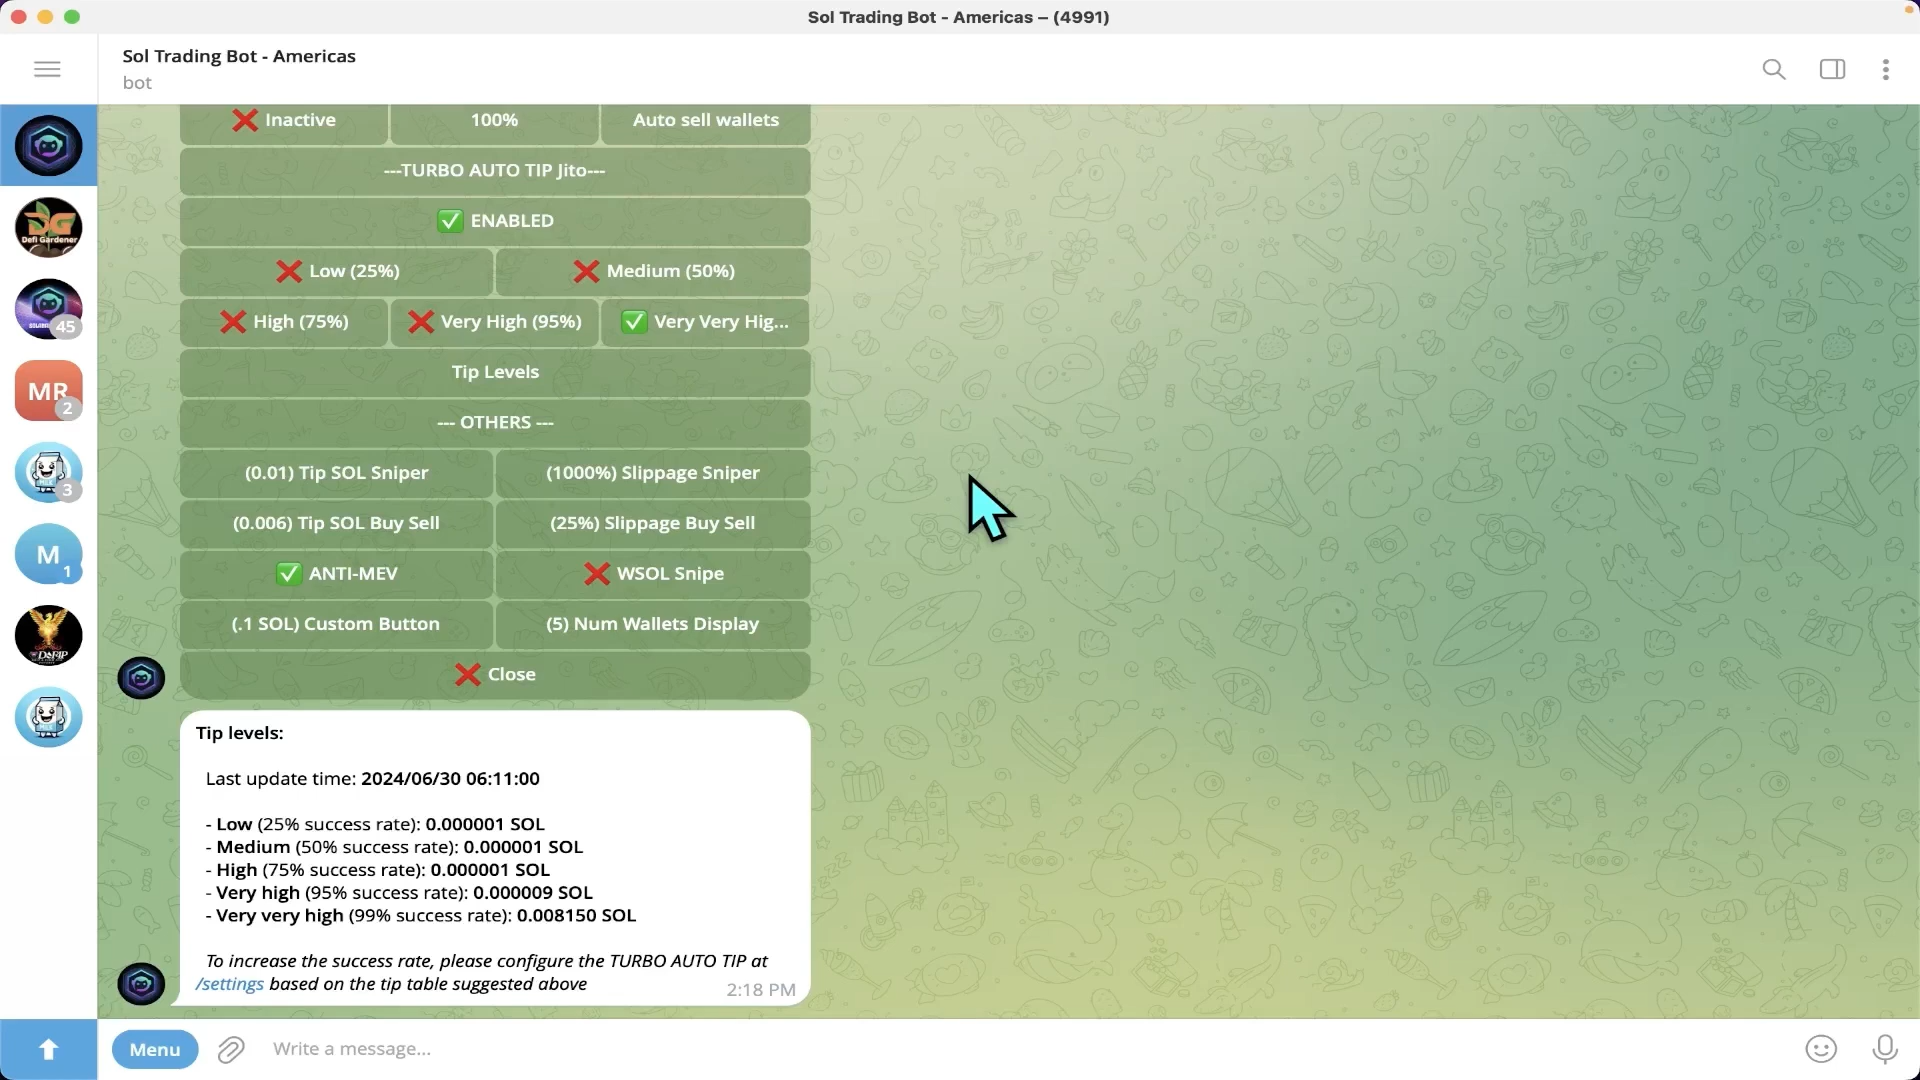 Sol Trading Bot - Americas – (4991)
Sol Trading Bot - Americas
bot
❌ Inactive 100% Auto sell wallets
---TURBO AUTO TIP Jito---
✅ ENABLED
❌ Low (25%) ❌ Medium (50%)
❌ High (75%) ❌ Very High (95%) ✅ Very Very Hig...
Tip Levels
--- OTHERS ---
(0.01) Tip SOL Sniper (1000%) Slippage Sniper
(0.006) Tip SOL Buy Sell (25%) Slippage Buy Sell
✅ ANTI-MEV ❌ WSOL Snipe
(.1 SOL) Custom Button (5) Num Wallets Display
❌ Close
Defi Gardener
45
MR
2
3
M
1
Tip levels:
Last update time: 2024/06/30 06:11:00
- Low (25% success rate): 0.000001 SOL
- Medium (50% success rate): 0.000001 SOL
- High (75% success rate): 0.000001 SOL
- Very high (95% success rate): 0.000009 SOL
- Very very high (99% success rate): 0.008150 SOL
To increase the success rate, please configure the TURBO AUTO TIP at
/settings based on the tip table suggested above
2:18 PM
Menu
Write a message...